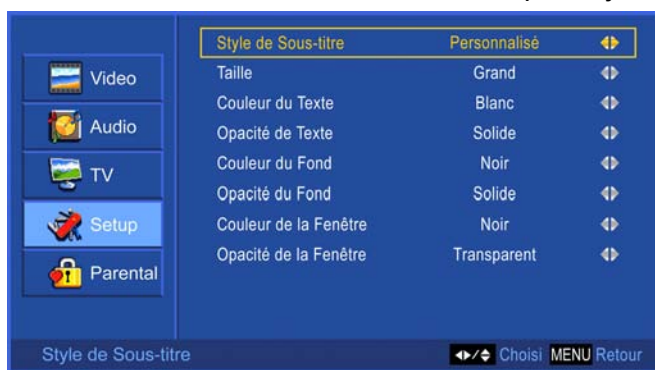 Style de Sous-titre Personnalisé
Taille Grand
Couleur du Texte Blanc
Opacité de Texte Solide
Couleur du Fond Noir
Opacité du Fond Solide
Couleur de la Fenêtre Noir
Opacité de la Fenêtre Transparent
Video
Audio
TV
Setup
Parental
Style de Sous-titre Choisi MENU Retour